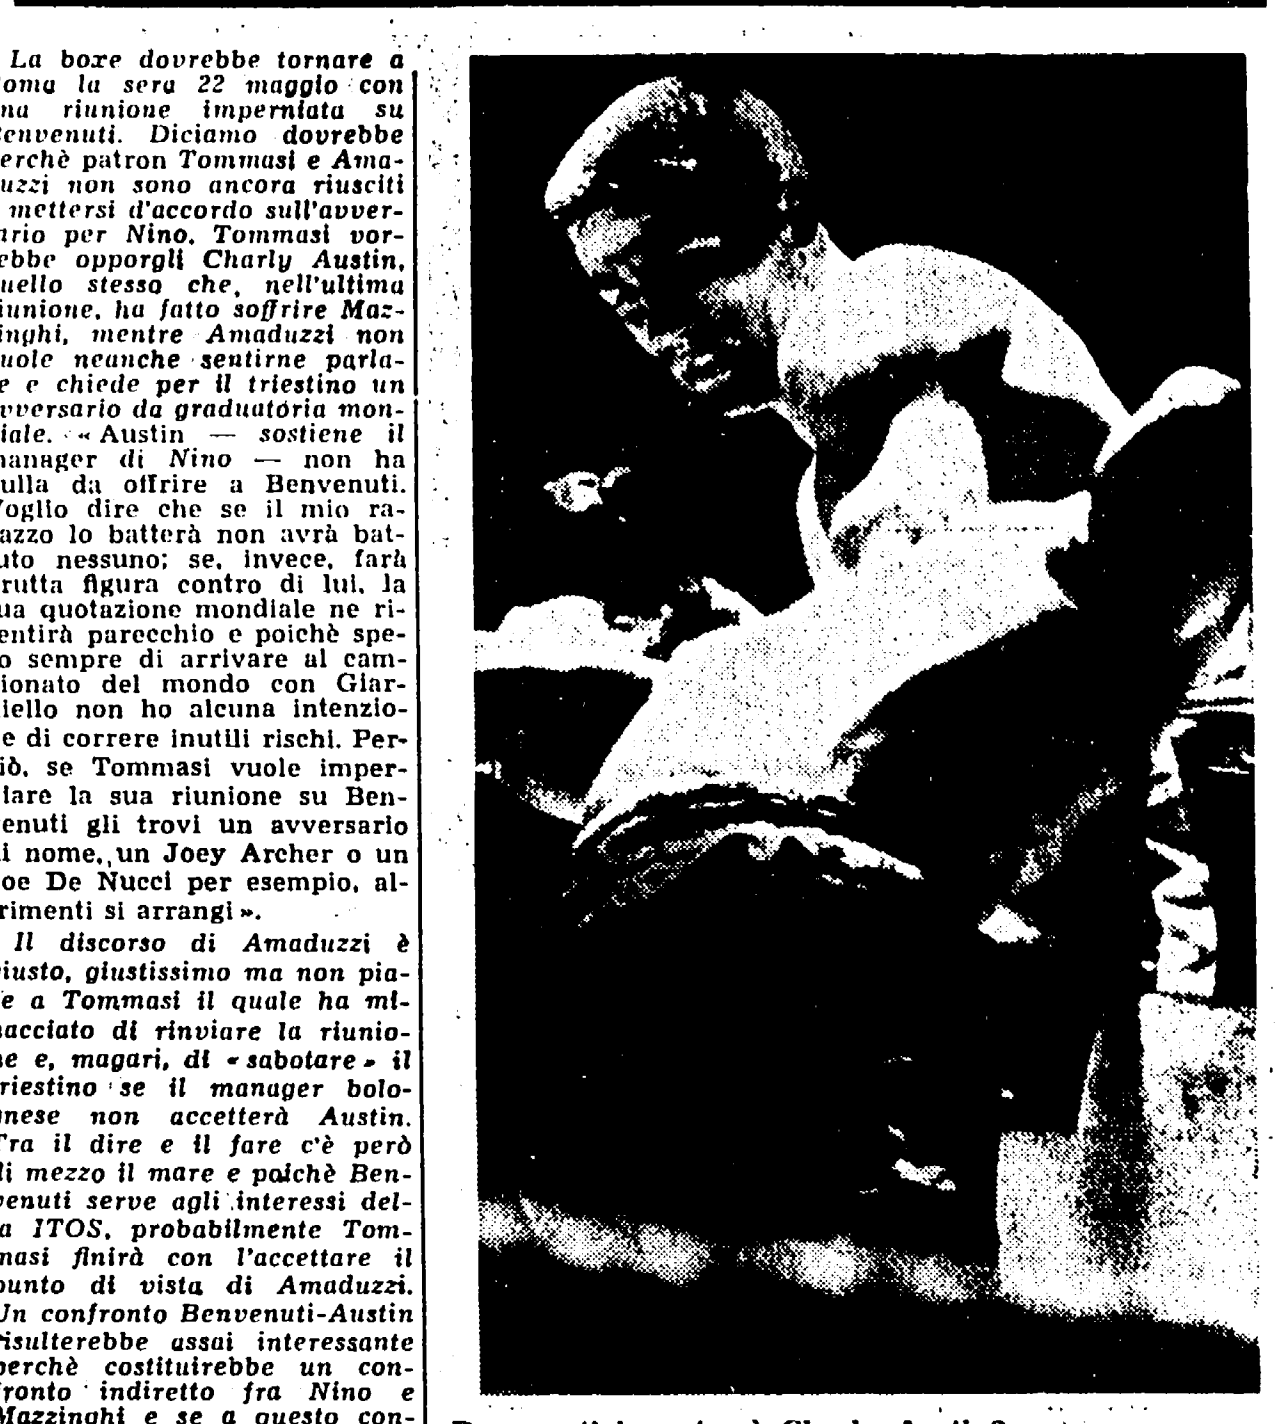 La boxe dovrebbe tornare a
oma la sera 22 maggio con
na riunione imperniata su
envenuti. Diciamo dovrebbe
erchè patron Tommasi e Ama-
uzzi non sono ancora riusciti
mettersi d'accordo sull'avver-
ario per Nino. Tommasi vor-
ebbe opporgli Charly Austin,
uello stesso che, nell'ultima
iunione, ha fatto soffrire Maz-
inghi, mentre Amaduzzi non
uole neanche sentirne parla-
e e chiede per il triestino un
vversario da graduatoria mon-
iale. « Austin — sostiene il
manager di Nino — non ha
ulla da offrire a Benvenuti.
Voglio dire che se il mio ra-
azzo lo batterà non avrà bat-
uto nessuno; se, invece, farà
rutta figura contro di lui, la
ua quotazione mondiale ne ri-
entirà parecchio e poichè spe-
o sempre di arrivare al cam-
ionato del mondo con Giar-
iello non ho alcuna intenzio-
e di correre inutili rischi. Per-
iò, se Tommasi vuole imper-
iare la sua riunione su Ben-
enuti gli trovi un avversario
i nome, un Joey Archer o un
oe De Nucci per esempio, al-
rimenti si arrangi ».
Il discorso di Amaduzzi è
iusto, giustissimo ma non pia-
e a Tommasi il quale ha mi-
nacciato di rinviare la riunio-
ne e, magari, di « sabotare » il
triestino se il manager bolo-
gnese non accetterà Austin.
Tra il dire e il fare c'è però
di mezzo il mare e poichè Ben-
venuti serve agli interessi del-
la ITOS, probabilmente Tom-
masi finirà con l'accettare il
punto di vista di Amaduzzi.
Un confronto Benvenuti-Austin
risulterebbe assai interessante
perchè costituirebbe un con-
fronto indiretto fra Nino e
Mazzinghi e se a questo con-